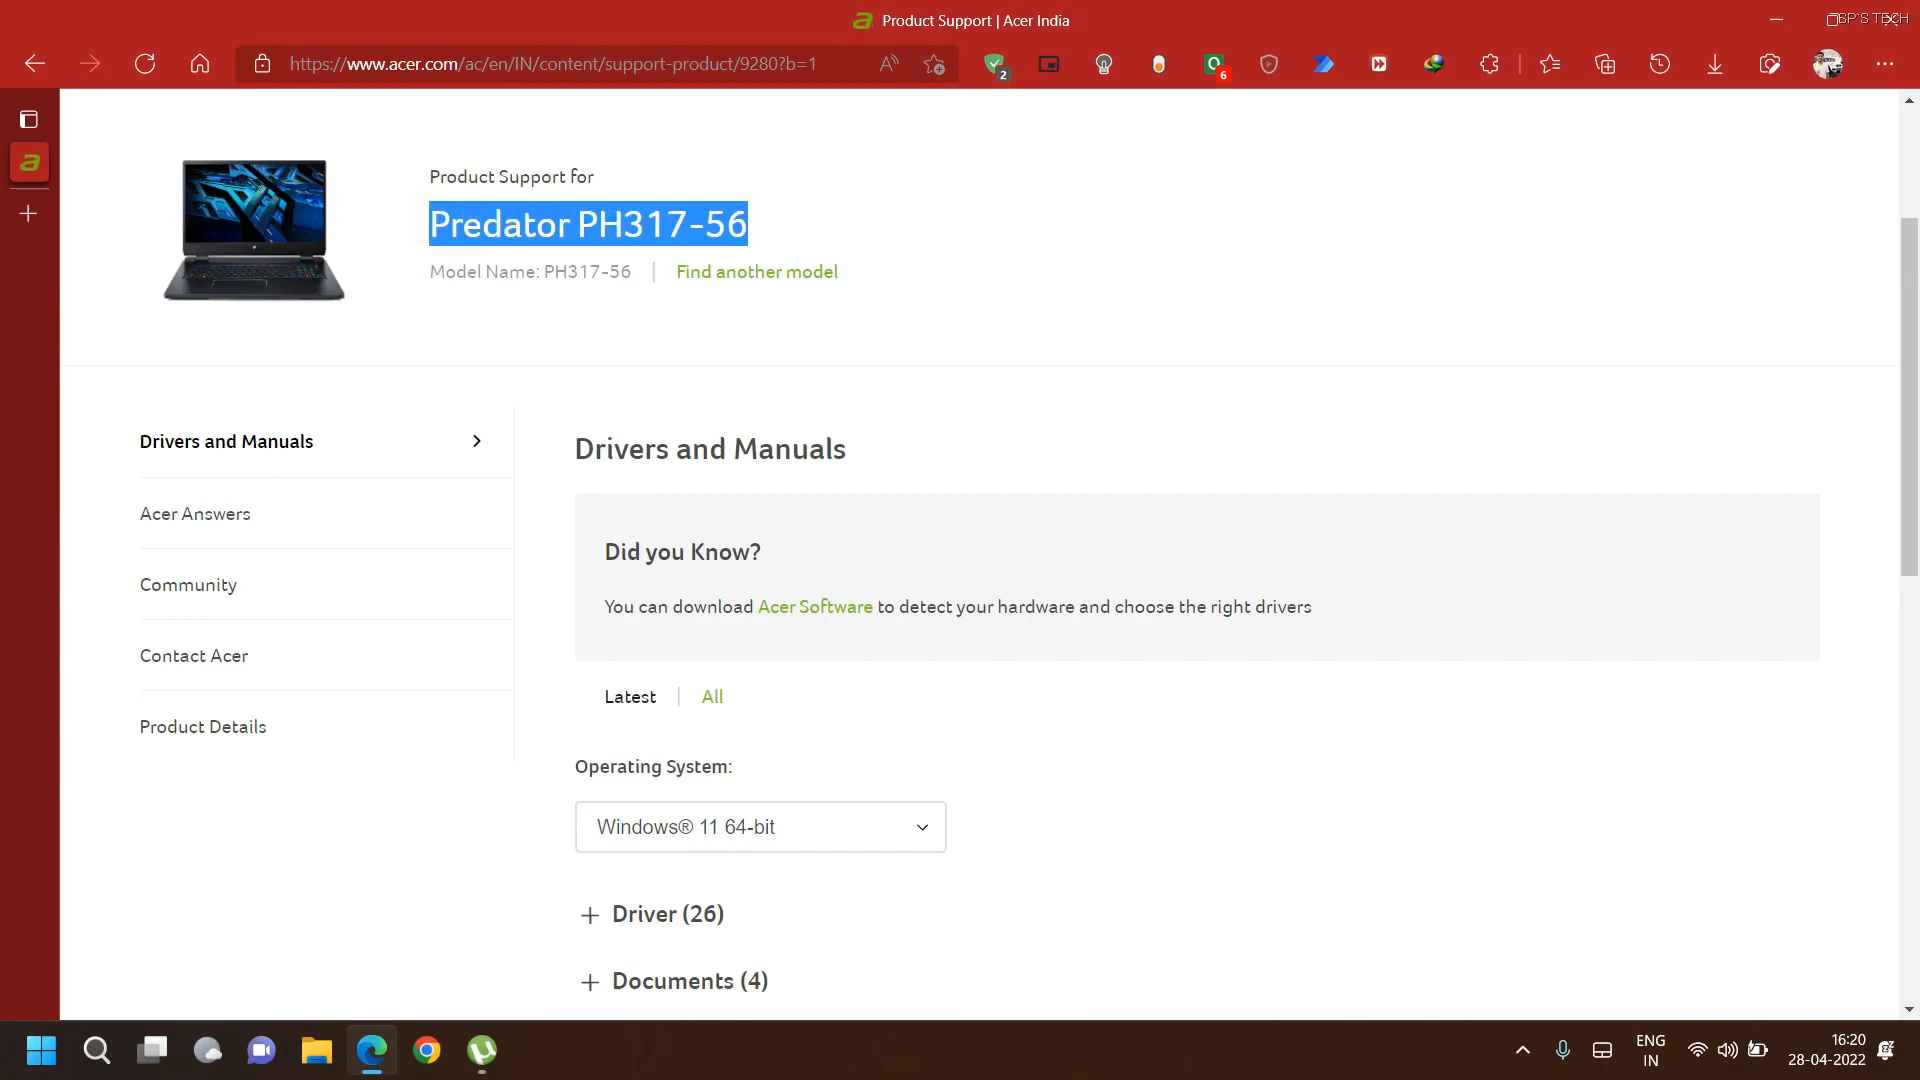 Product Support | Acer India
BP'S TECH
https://www.acer.com/ac/en/IN/content/support-product/9280?b=1
2
6
Product Support for
Predator PH317-56
Model Name: PH317-56 | Find another model
Drivers and Manuals
Acer Answers
Community
Contact Acer
Product Details
Drivers and Manuals
Did you Know?
You can download Acer Software to detect your hardware and choose the right drivers
Latest | All
Operating System:
Windows® 11 64-bit
Driver (26)
Documents (4)
ENG
IN
16:20
28-04-2022